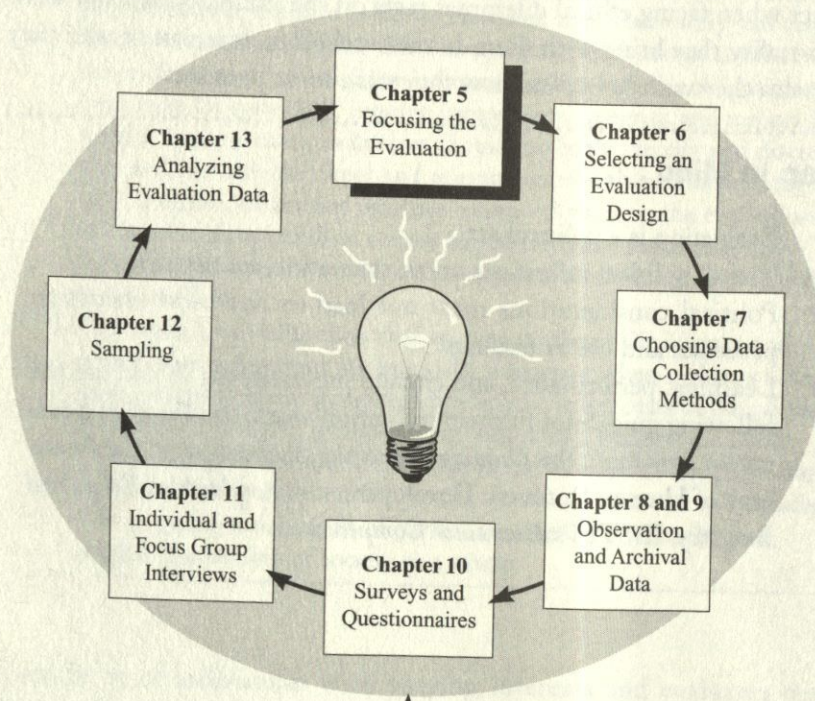 Chapter 5
Focusing the
Evaluation
Chapter 6
Selecting an
Evaluation
Design
Chapter 7
Choosing Data
Collection
Methods
Chapter 8 and 9
Observation
and Archival
Data
Chapter 10
Surveys and
Questionnaires
Chapter 11
Individual and
Focus Group
Interviews
Chapter 12
Sampling
Chapter 13
Analyzing
Evaluation Data